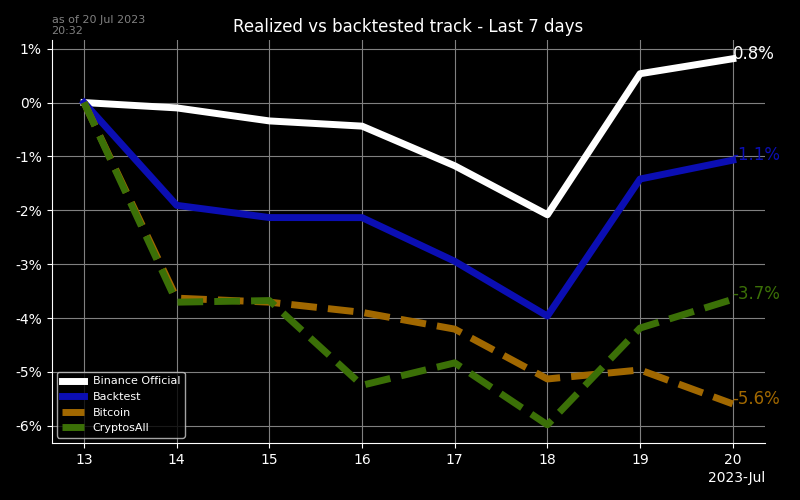 as of 20 Jul 2023
20:32
Realized vs backtested track - Last 7 days
1%
0%
-1%
-2%
-3%
-4%
-5%
-6%
0.8%
-1.1%
-3.7%
-5.6%
Binance Official
Backtest
Bitcoin
CryptosAll
13 14 15 16 17 18 19 20
2023-Jul